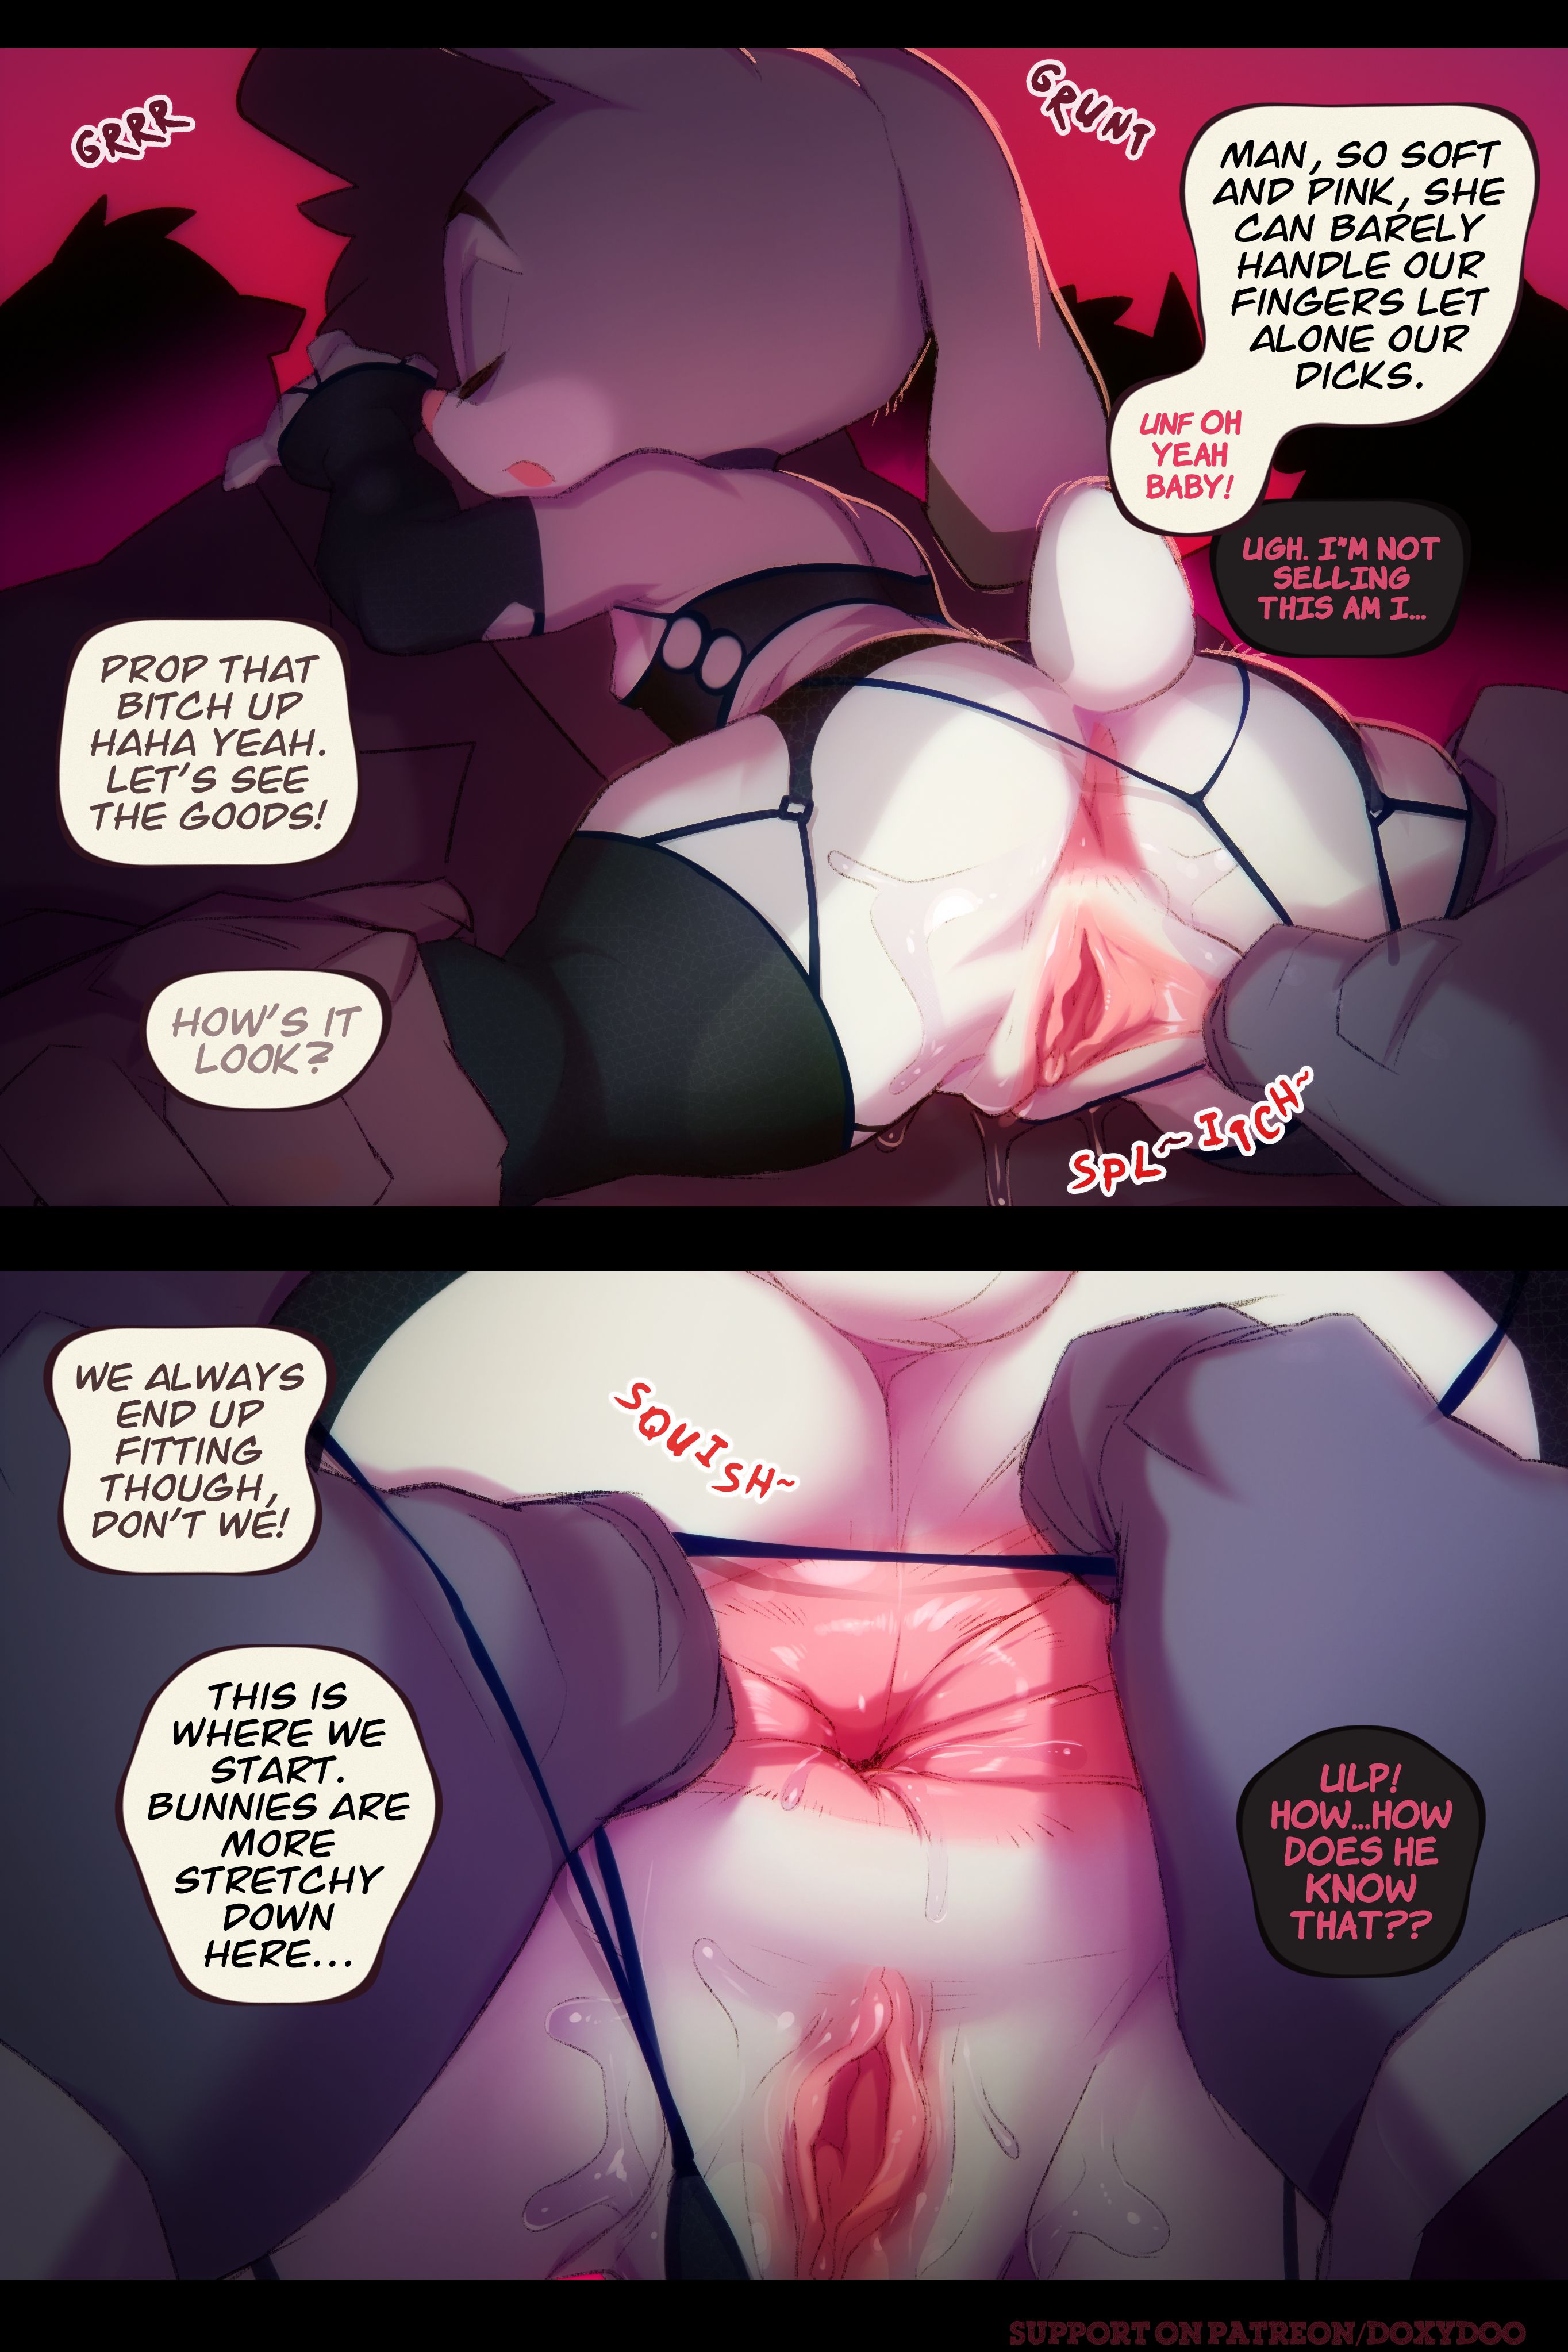 GRRR
GRUNT
MAN, SO SOFT
AND PINK, SHE
CAN BARELY
HANDLE OUR
FINGERS LET
ALONE OUR
DICKS.
UNF OH
YEAH
BABY!
UGH. I"M NOT
SELLING
THIS AM I...
PROP THAT
BITCH UP
HAHA YEAH.
LET'S SEE
THE GOODS!
HOW'S IT
LOOK?
SPL~ITCH~
WE ALWAYS
END UP
FITTING
THOUGH,
DON'T WE!
SQUISH~
THIS IS
WHERE WE
START.
BUNNIES ARE
MORE
STRETCHY
DOWN
HERE...
ULP!
HOW...HOW
DOES HE
KNOW
THAT??
SUPPORT ON PATREON/DOXYDOO